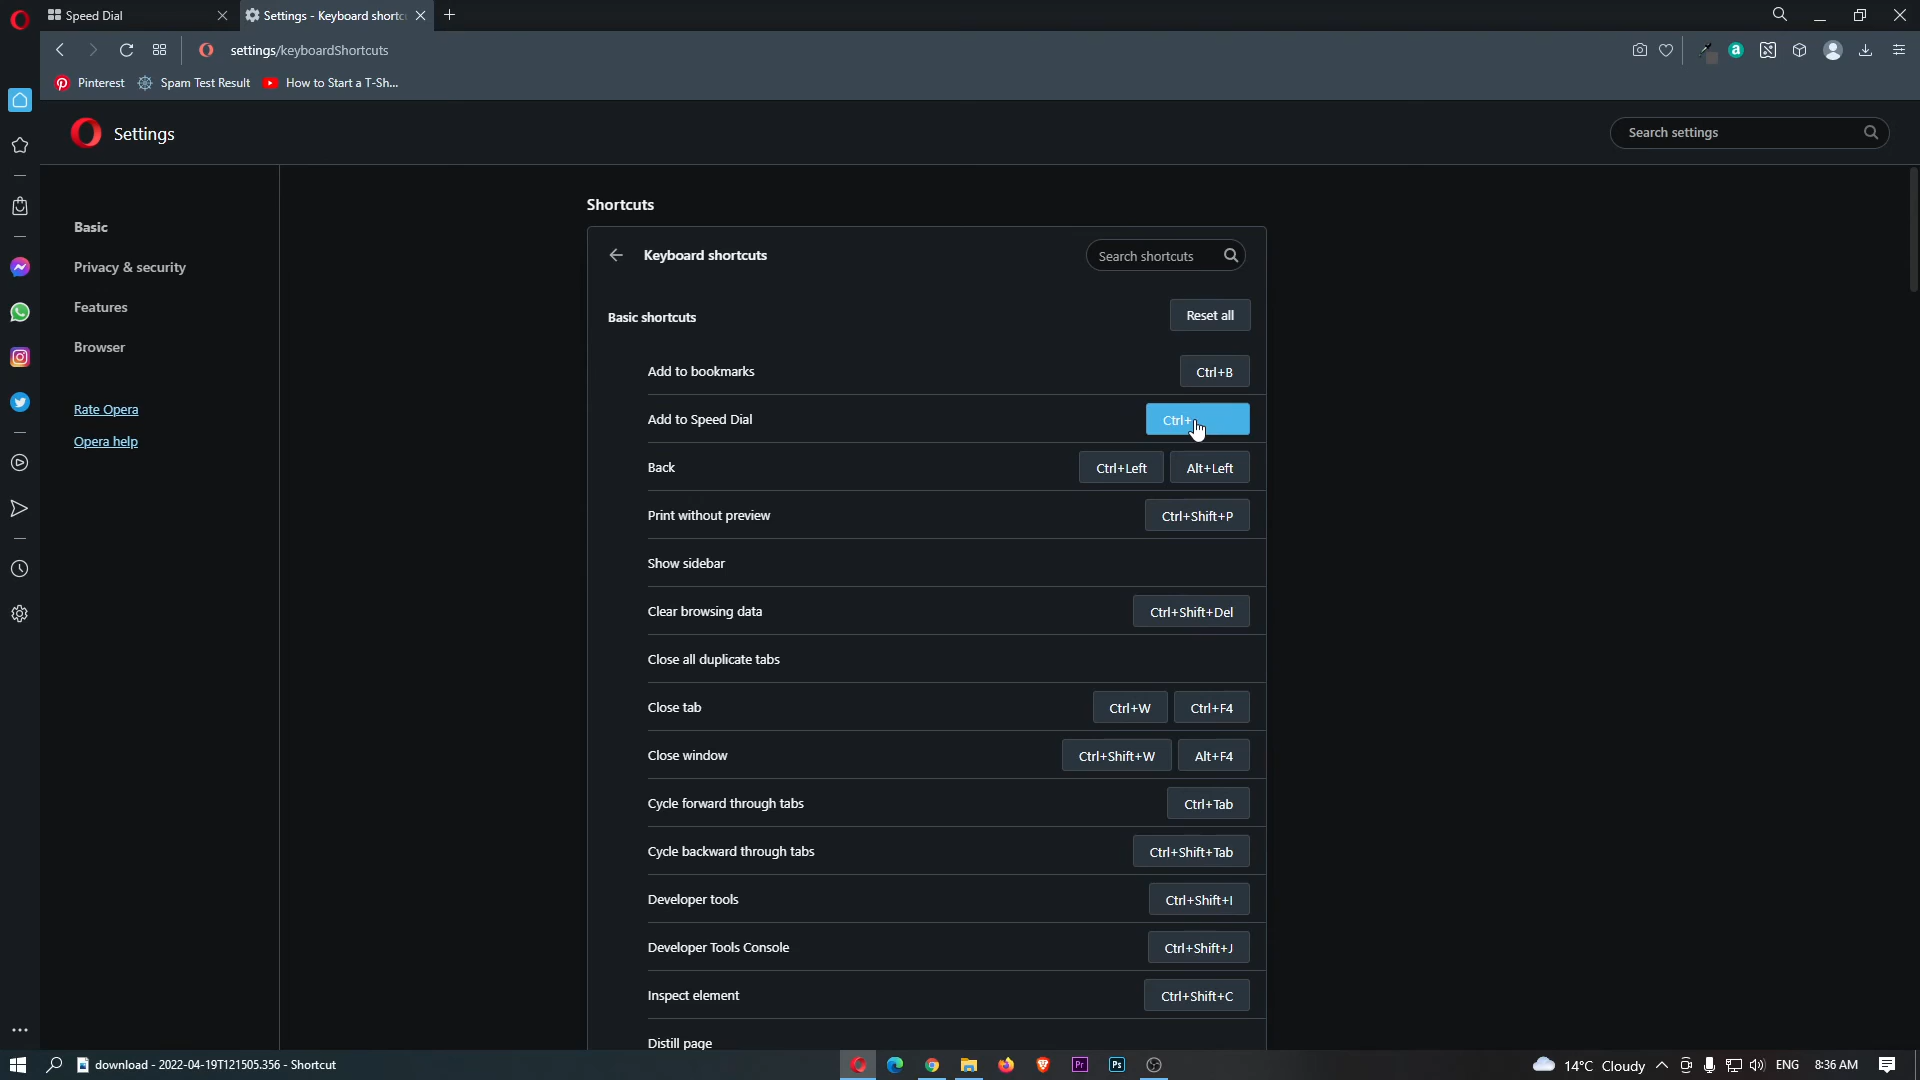 Speed Dial
Settings - Keyboard shortc
settings/keyboardShortcuts
Pinterest
Spam Test Result
How to Start a T-Sh...
Settings
Search settings
Basic
Privacy & security
Features
Browser
Rate Opera
Opera help
Shortcuts
Keyboard shortcuts
Search shortcuts
Basic shortcuts
Reset all
Add to bookmarks
Ctrl+B
Add to Speed Dial
Ctrl+
Back
Ctrl+Left
Alt+Left
Print without preview
Ctrl+Shift+P
Show sidebar
Clear browsing data
Ctrl+Shift+Del
Close all duplicate tabs
Close tab
Ctrl+W
Ctrl+F4
Close window
Ctrl+Shift+W
Alt+F4
Cycle forward through tabs
Ctrl+Tab
Cycle backward through tabs
Ctrl+Shift+Tab
Developer tools
Ctrl+Shift+I
Developer Tools Console
Ctrl+Shift+J
Inspect element
Ctrl+Shift+C
Distill page
download - 2022-04-19T121505.356 - Shortcut
Pr
Ps
14°C Cloudy
ENG
8:36 AM